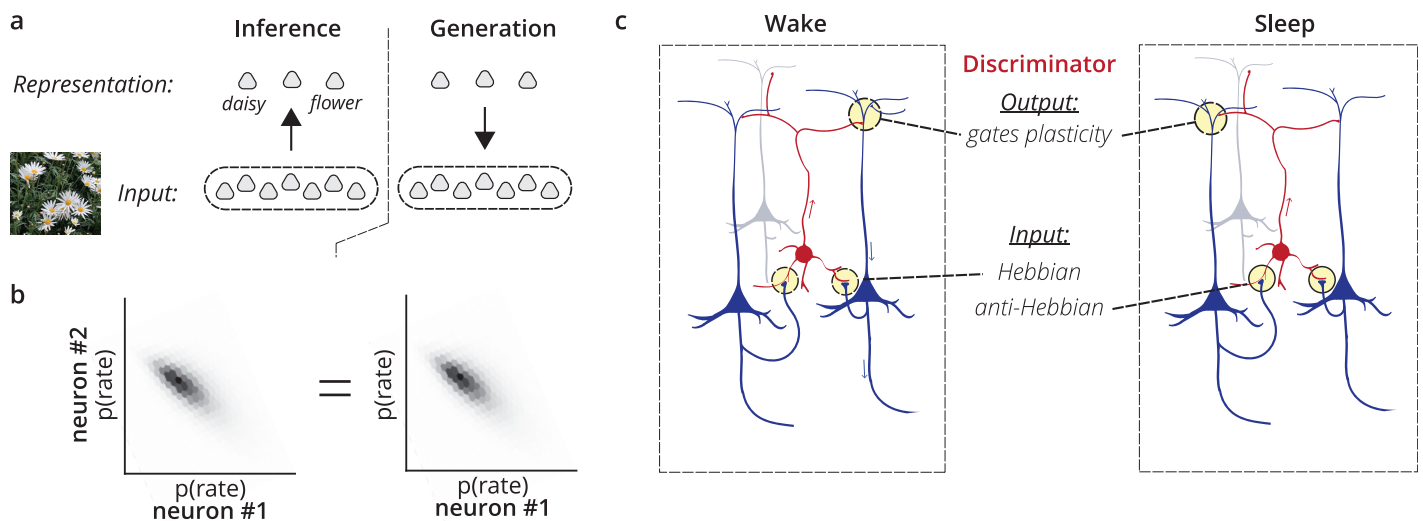 a
Inference
Generation
Representation:
daisy
flower
Input:
b
neuron #2
p(rate)
p(rate)
neuron #1
=
p(rate)
p(rate)
neuron #1
c
Wake
Sleep
Discriminator
Output:
gates plasticity
Input:
Hebbian
anti-Hebbian